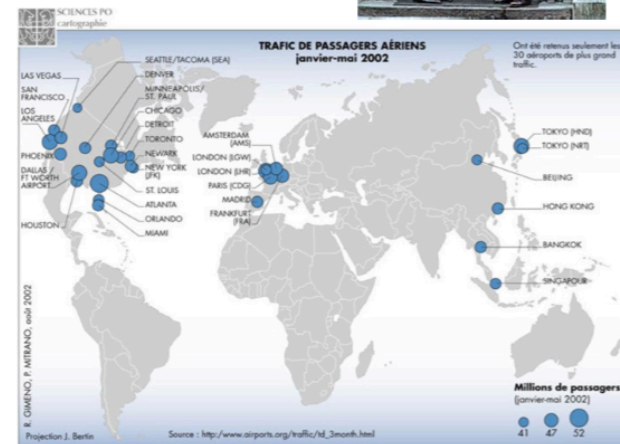 SCIENCES PO
cartographie
TRAFIC DE PASSAGERS AÉRIENS
janvier-mai 2002
Ont été retenus seulement les
30 aéroports de plus grand
traffic.
SEATTLE/TACOMA (SEA)
DENVER
MINNEAPOLIS/
ST. PAUL
CHICAGO
DETROIT
TORONTO
NEWARK
NEW YORK
(JFK)
ST. LOUIS
ATLANTA
ORLANDO
MIAMI
LAS VEGAS
SAN
FRANCISCO
LOS
ANGELES
PHOENIX
DALLAS/
FT WORTH
AIRPORT
HOUSTON
AMSTERDAM
(AMS)
LONDON (LGW)
LONDON (LHR)
PARIS (CDG)
MADRID
FRANKFURT
(FRA)
TOKYO (HND)
TOKYO (NRT)
BEIJING
HONG KONG
BANGKOK
SINGAPOUR
Millions de passagers
(janvier-mai 2002)
41 47 52
R. GIMENO, P. MITRANO, août 2002
Projection J. Bertin
Source : http:/www.airports.org/traffic/td_3month.html